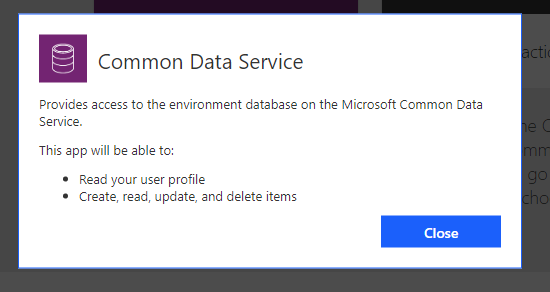 Common Data Service
Provides access to the environment database on the Microsoft Common Data
Service.
This app will be able to:
• Read your user profile
• Create, read, update, and delete items
Close
go